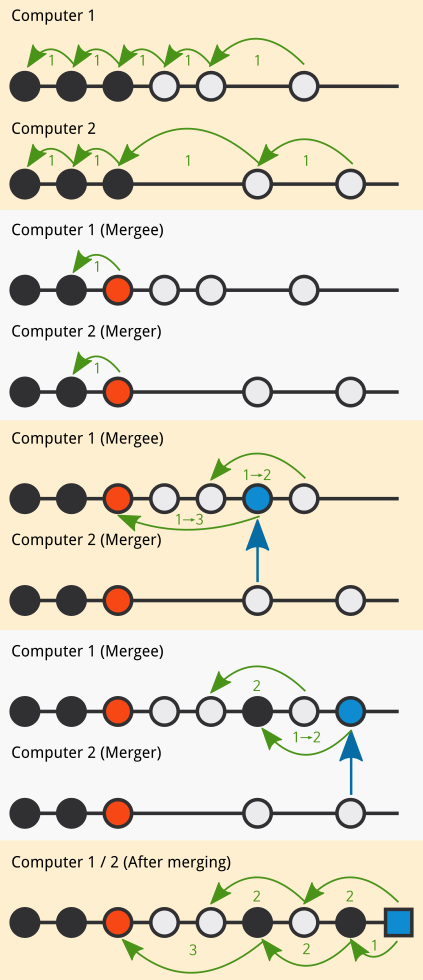 Computer 1
1 1 1 1 1
Computer 2
1 1 1 1
Computer 1 (Mergee)
1
Computer 2 (Merger)
1
Computer 1 (Mergee)
1→2
1→3
Computer 2 (Merger)
Computer 1 (Mergee)
2
1→2
Computer 2 (Merger)
Computer 1 / 2 (After merging)
2 2
3 2 1